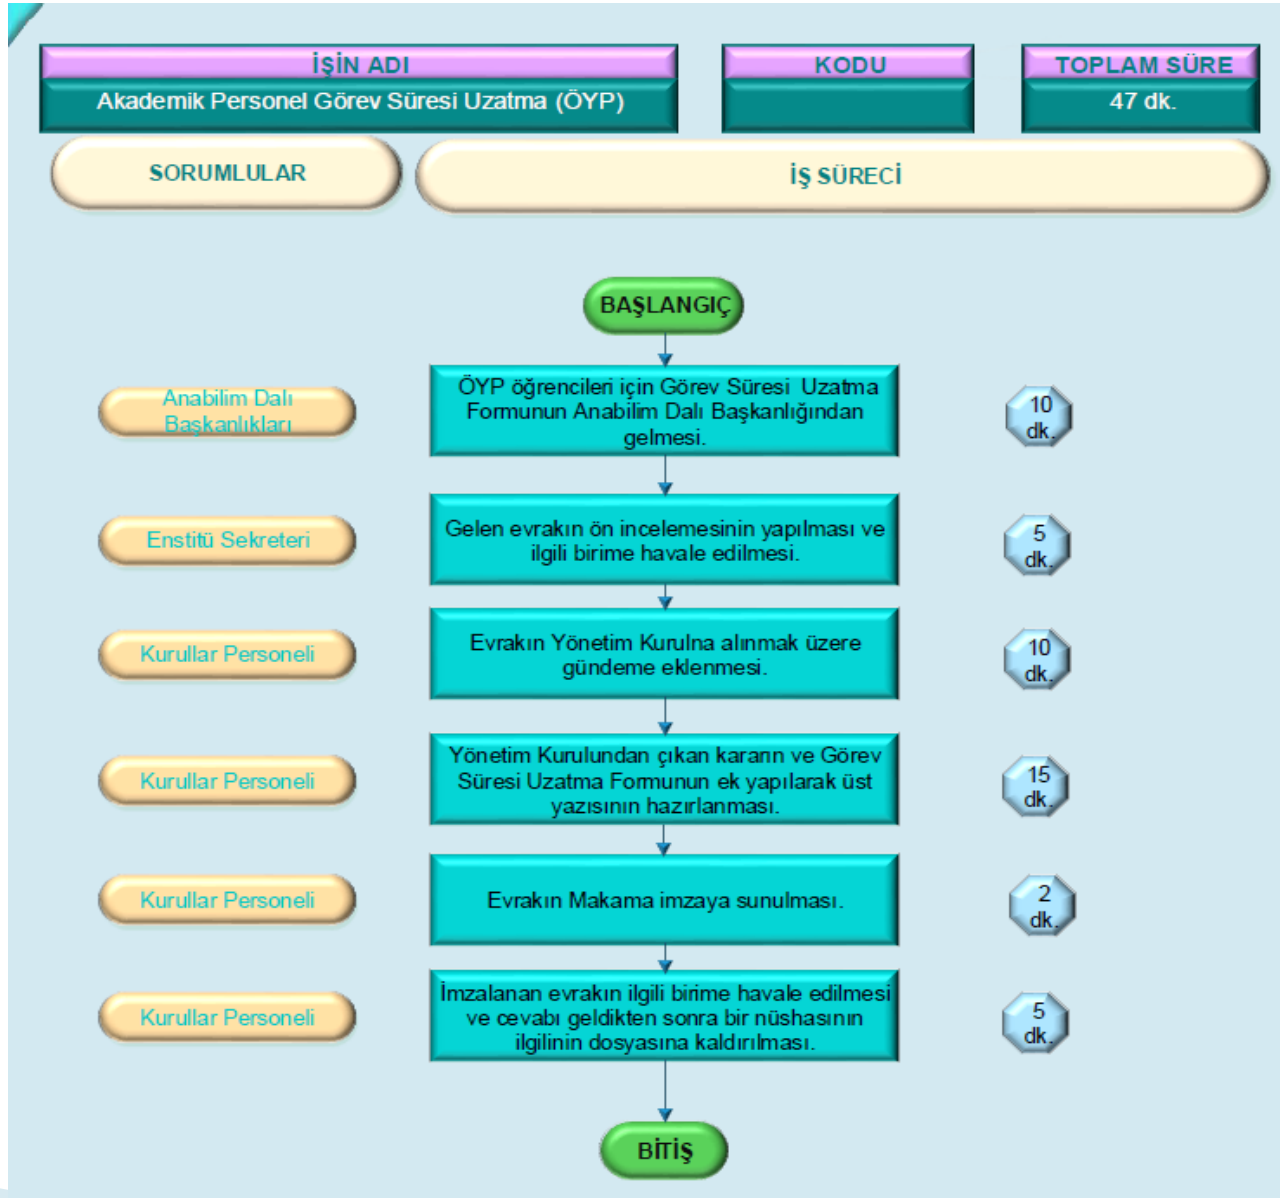 İŞİN ADI
KODU
TOPLAM SÜRE
Akademik Personel Görev Süresi Uzatma (ÖYP)
47 dk.
SORUMLULAR
İŞ SÜRECİ
BAŞLANGIÇ
Anabilim Dalı
Başkanlıkları
ÖYP öğrencileri için Görev Süresi Uzatma
Formunun Anabilim Dalı Başkanlığından
gelmesi.
10
dk.
Enstitü Sekreteri
Gelen evrakın ön incelemesinin yapılması ve
ilgili birime havale edilmesi.
5
dk.
Kurullar Personeli
Evrakın Yönetim Kurulna alınmak üzere
gündeme eklenmesi.
10
dk.
Kurullar Personeli
Yönetim Kurulundan çıkan kararın ve Görev
Süresi Uzatma Formunun ek yapılarak üst
yazısının hazırlanması.
15
dk.
Kurullar Personeli
Evrakın Makama imzaya sunulması.
2
dk.
Kurullar Personeli
İmzalanan evrakın ilgili birime havale edilmesi
ve cevabı geldikten sonra bir nüshasının
ilgilinin dosyasına kaldırılması.
5
dk.
BİTİŞ